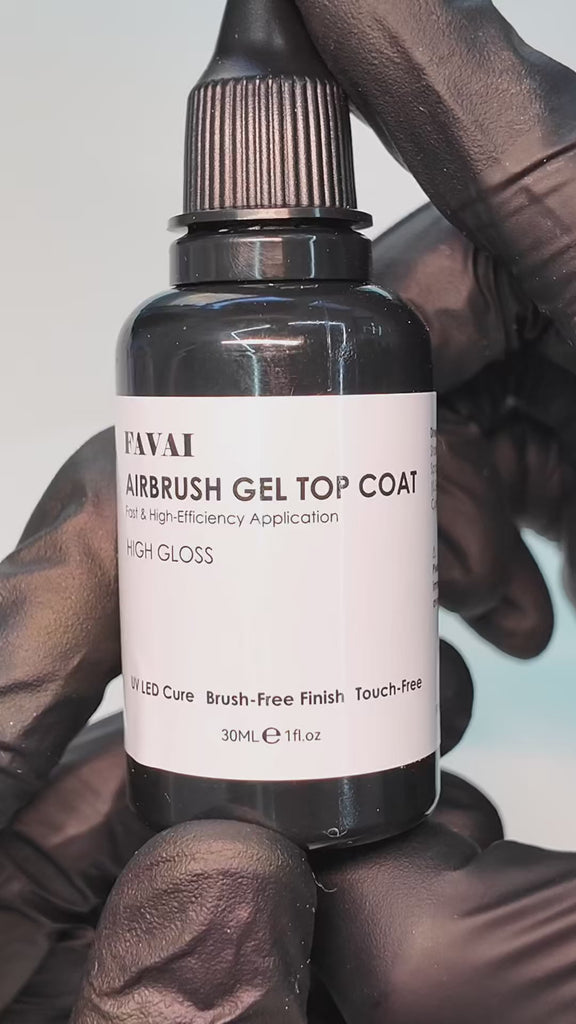 FAVAI
AIRBRUSH GEL TOP COAT
Fast & High-Efficiency Application
HIGH GLOSS
UV LED Cure Brush-Free Finish Touch-Free
30ML℮1fl.oz